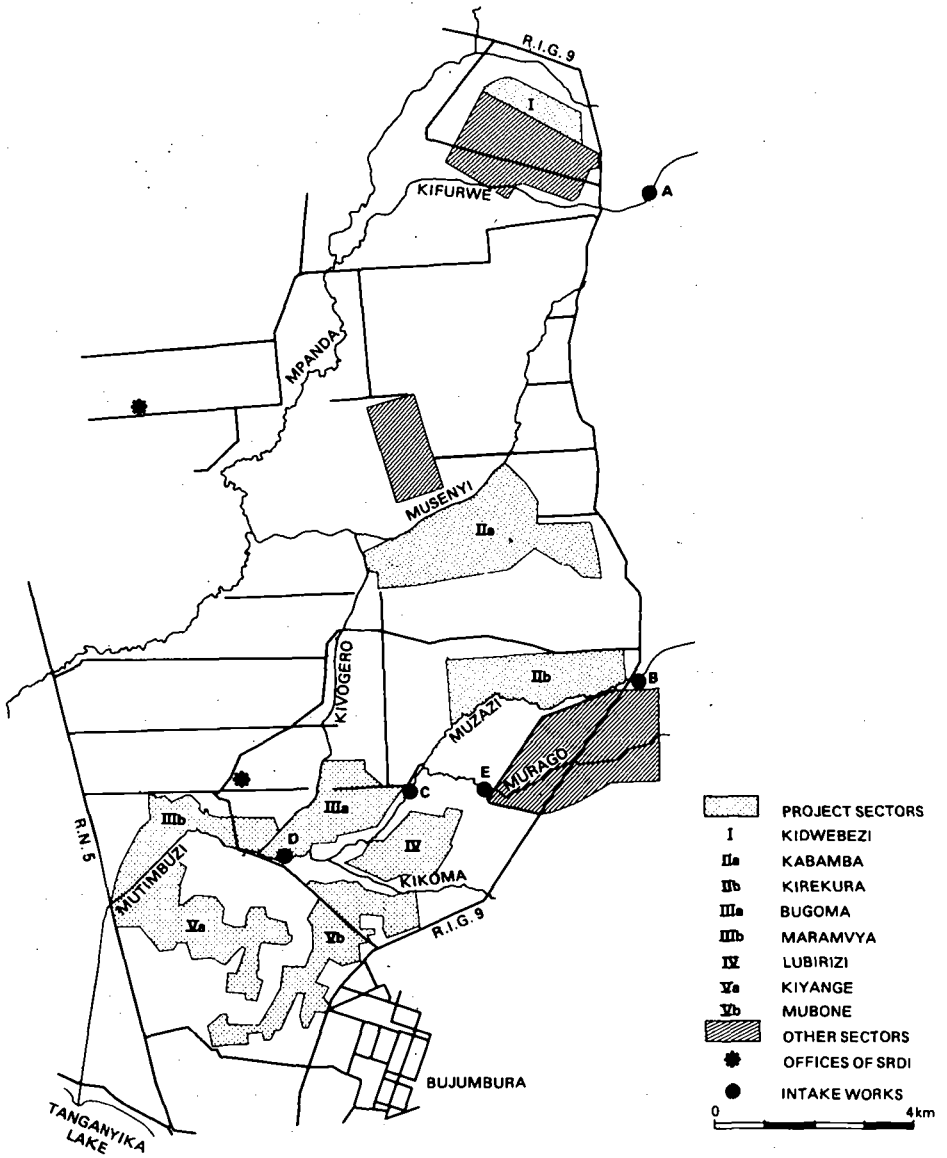 R.I.G. 9
I
KIFURWE
A
MPANDA
MUSENYI
IIa
KIVOGERO
IIb
B
MUZAZI
MURAGO
E
C
IIIa
IIIb
D
IV
KIKOMA
R.N. 5
MUTIMBUZI
Va
Vb
R.I.G. 9
BUJUMBURA
TANGANYIKA
LAKE
PROJECT SECTORS
I KIDWEBEZI
IIa KABAMBA
IIb KIREKURA
IIIa BUGOMA
IIIb MARAMVYA
IV LUBIRIZI
Va KIYANGE
Vb MUBONE
OTHER SECTORS
OFFICES OF SRDI
INTAKE WORKS
0 4 km